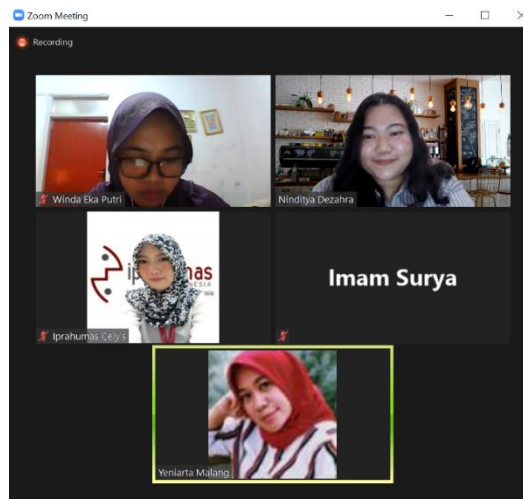 Zoom Meeting
Recording
Winda Eka Putri
Ninditya Dezahra
Iprahumas Cely's
Imam Surya
Yeniarta Malang